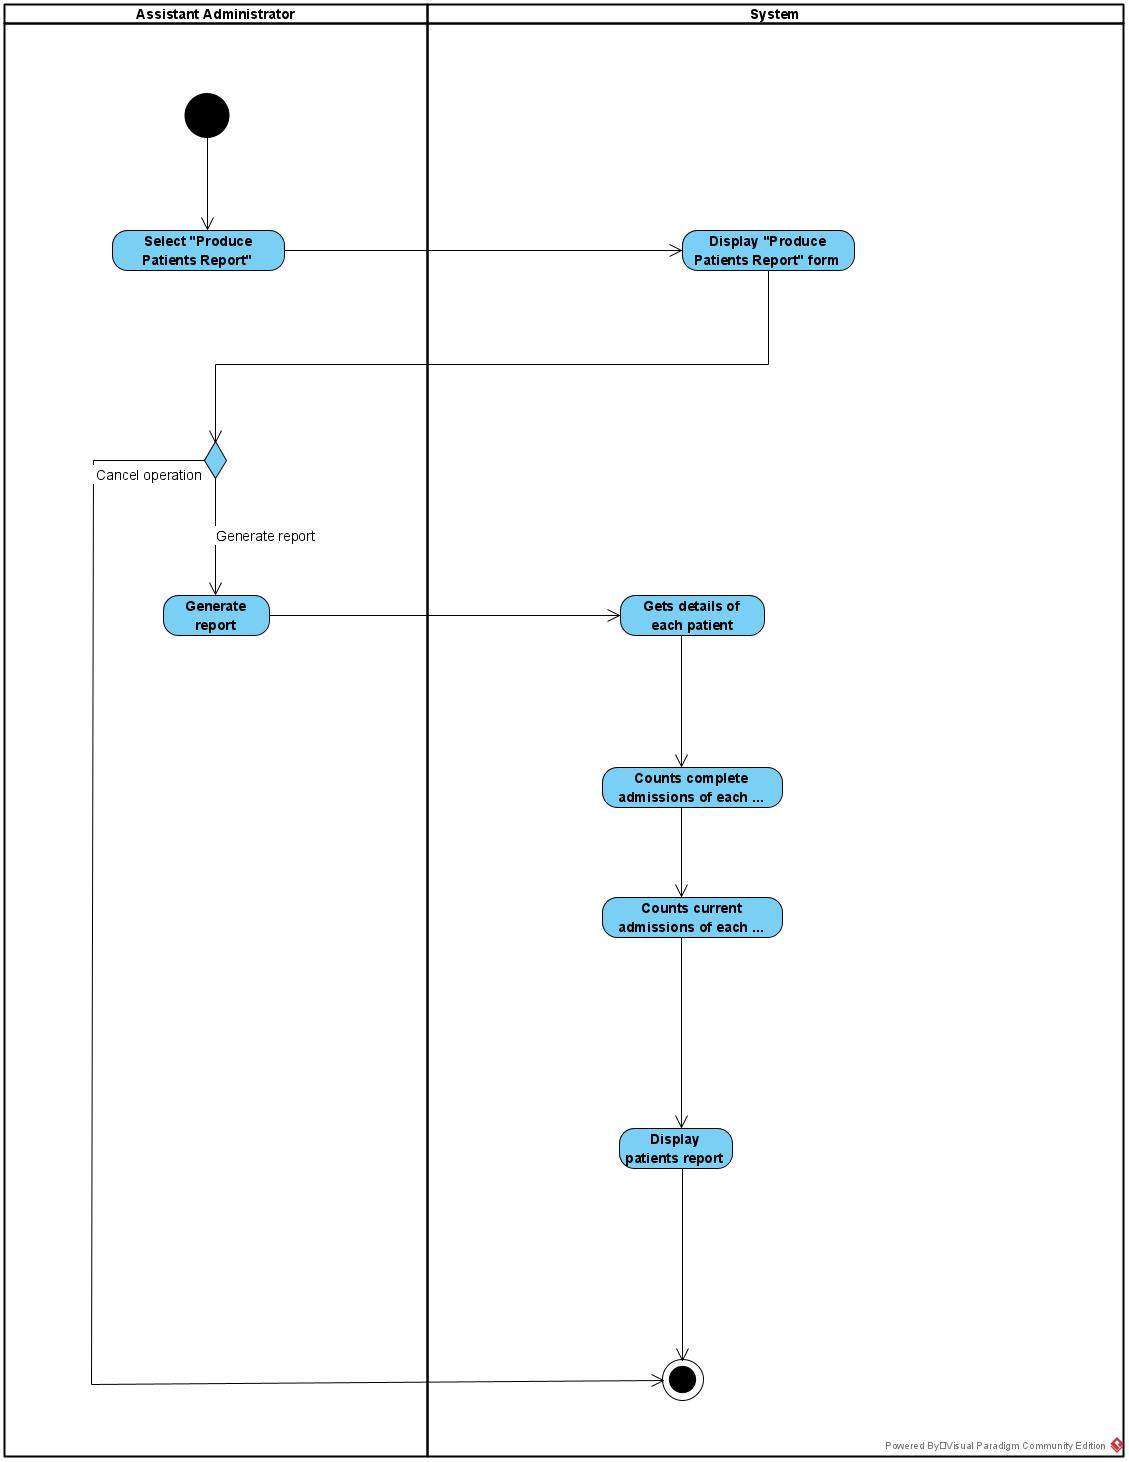 Assistant Administrator
System
Select "Produce
Patients Report"
Display "Produce
Patients Report" form
Cancel operation
Generate report
Generate
report
Gets details of
each patient
Counts complete
admissions of each ...
Counts current
admissions of each ...
Display
patients report
Powered By Visual Paradigm Community Edition